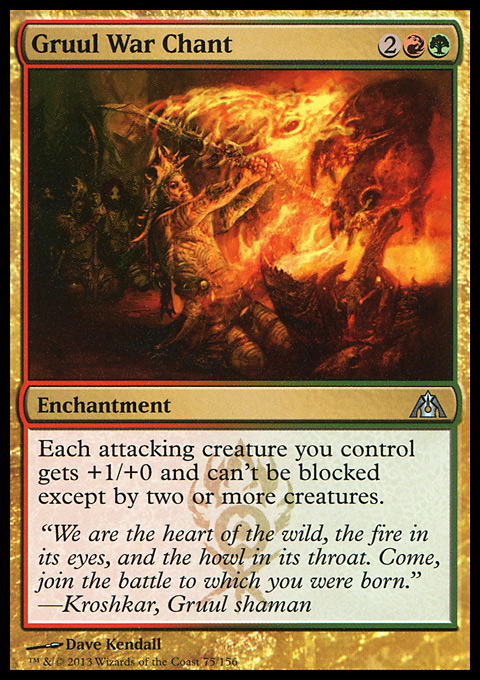 Gruul War Chant 2
Enchantment
Each attacking creature you control
gets +1/+0 and can't be blocked
except by two or more creatures.
“We are the heart of the wild, the fire in
its eyes, and the howl in its throat. Come,
join the battle to which you were born.”
—Kroshkar, Gruul shaman
Dave Kendall
™ & © 2013 Wizards of the Coast 75/156